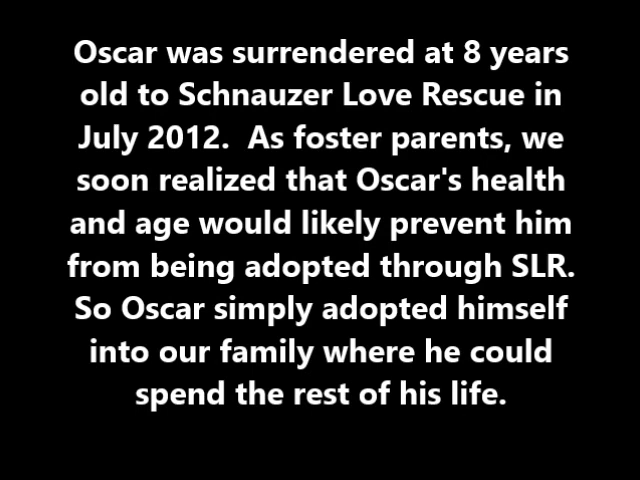 Oscar was surrendered at 8 years
old to Schnauzer Love Rescue in
July 2012.  As foster parents, we
soon realized that Oscar's health
and age would likely prevent him
from being adopted through SLR.
So Oscar simply adopted himself
into our family where he could
spend the rest of his life.